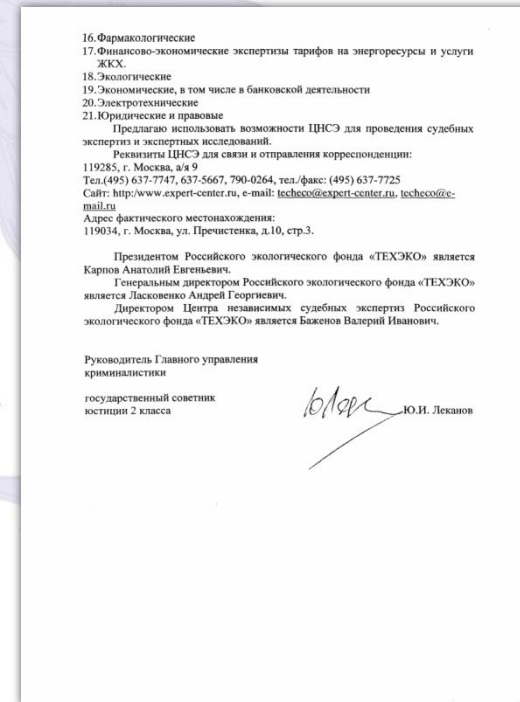 16.Фармакологические
17.Финансово-экономические экспертизы тарифов на энергоресурсы и услуги
ЖКХ.
18.Экологические
19.Экономические, в том числе в банковской деятельности
20.Электротехнические
21.Юридические и правовые
Предлагаю использовать возможности ЦНСЭ для проведения судебных
экспертиз и экспертных исследований.
Реквизиты ЦНСЭ для связи и отправления корреспонденции:
119285, г. Москва, а/я 9
Тел.(495) 637-7747, 637-5667, 790-0264, тел./факс: (495) 637-7725
Сайт: http:/www.expert-center.ru, e-mail: techeco@expert-center.ru, techeco@e-
mail.ru
Адрес фактического местонахождения:
119034, г. Москва, ул. Пречистенка, д.10, стр.3.
Президентом Российского экологического фонда «ТЕХЭКО» является
Карпов Анатолий Евгеньевич.
Генеральным директором Российского экологического фонда «ТЕХЭКО»
является Ласковенко Андрей Георгиевич.
Директором Центра независимых судебных экспертиз Российского
экологического фонда «ТЕХЭКО» является Баженов Валерий Иванович.
Руководитель Главного управления
криминалистики
государственный советник
юстиции 2 класса
Ю.И. Леканов